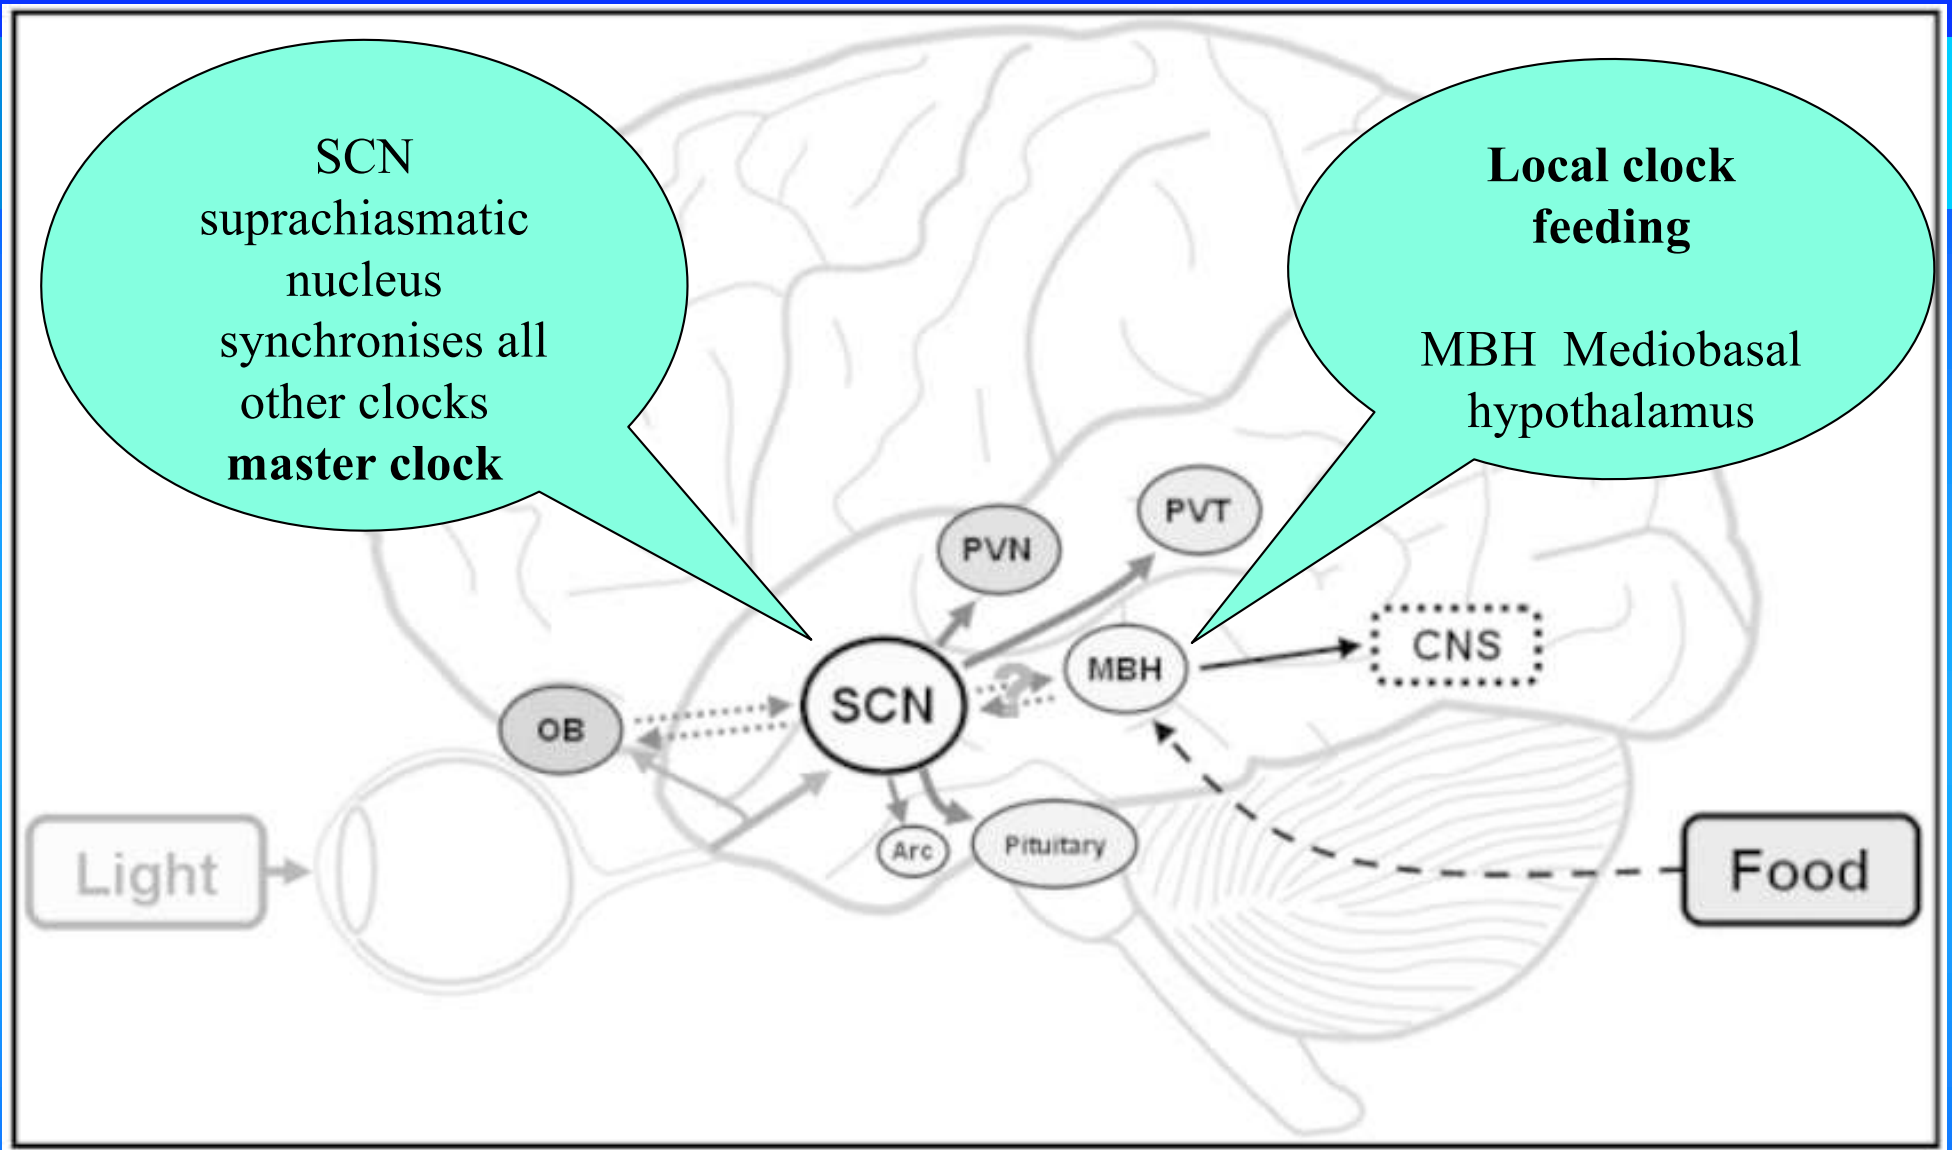 SCN
suprachiasmatic
nucleus
synchronises all
other clocks
master clock
Local clock
feeding
MBH  Mediobasal
hypothalamus
PVN
PVT
MBH
CNS
?
SCN
OB
Arc
Pituitary
Light
Food